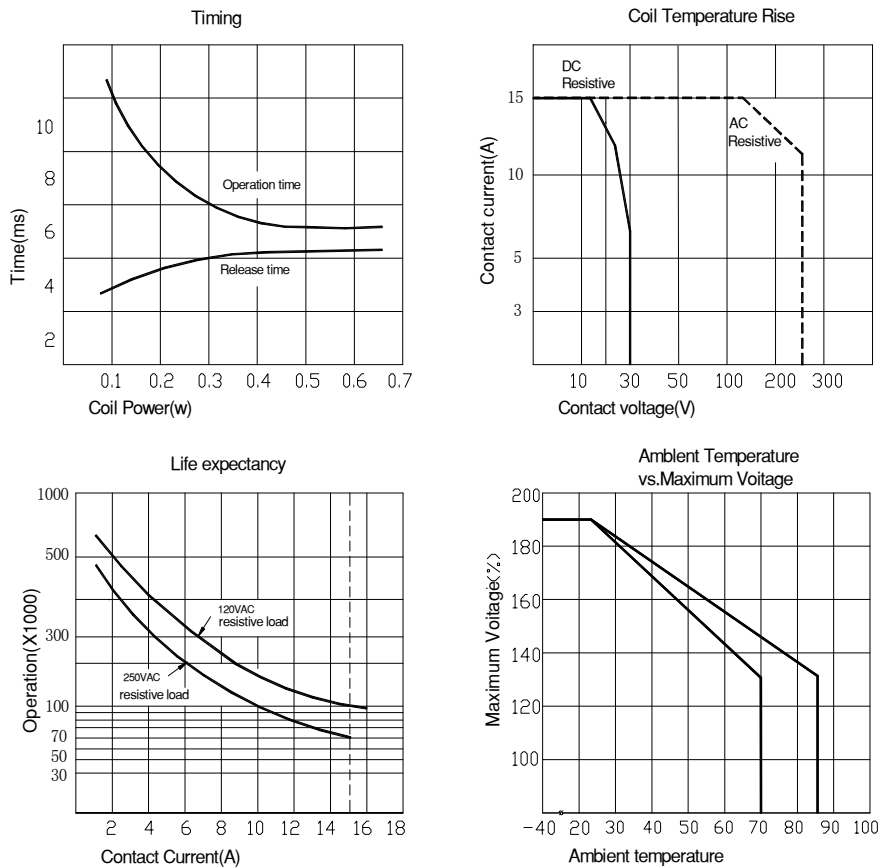 Timing
10
8
6
4
2
Time(ms)
Operation time
Release time
0.1 0.2 0.3 0.4 0.5 0.6 0.7
Coil Power(w)
Coil Temperature Rise
DC
Resistive
AC
Resistive
15
10
5
3
Contact current(A)
10 30 50 100 200 300
Contact voltage(V)
Life expectancy
1000
500
300
100
70
50
30
Operation(X1000)
120VAC
resistive load
250VAC
resistive load
2 4 6 8 10 12 14 16 18
Contact Current(A)
Amblent Temperature
vs.Maximum Voitage
200
180
160
140
120
100
Maximum Voitage(%)
-40 20 30 40 50 60 70 80 90 100
Ambient temperature